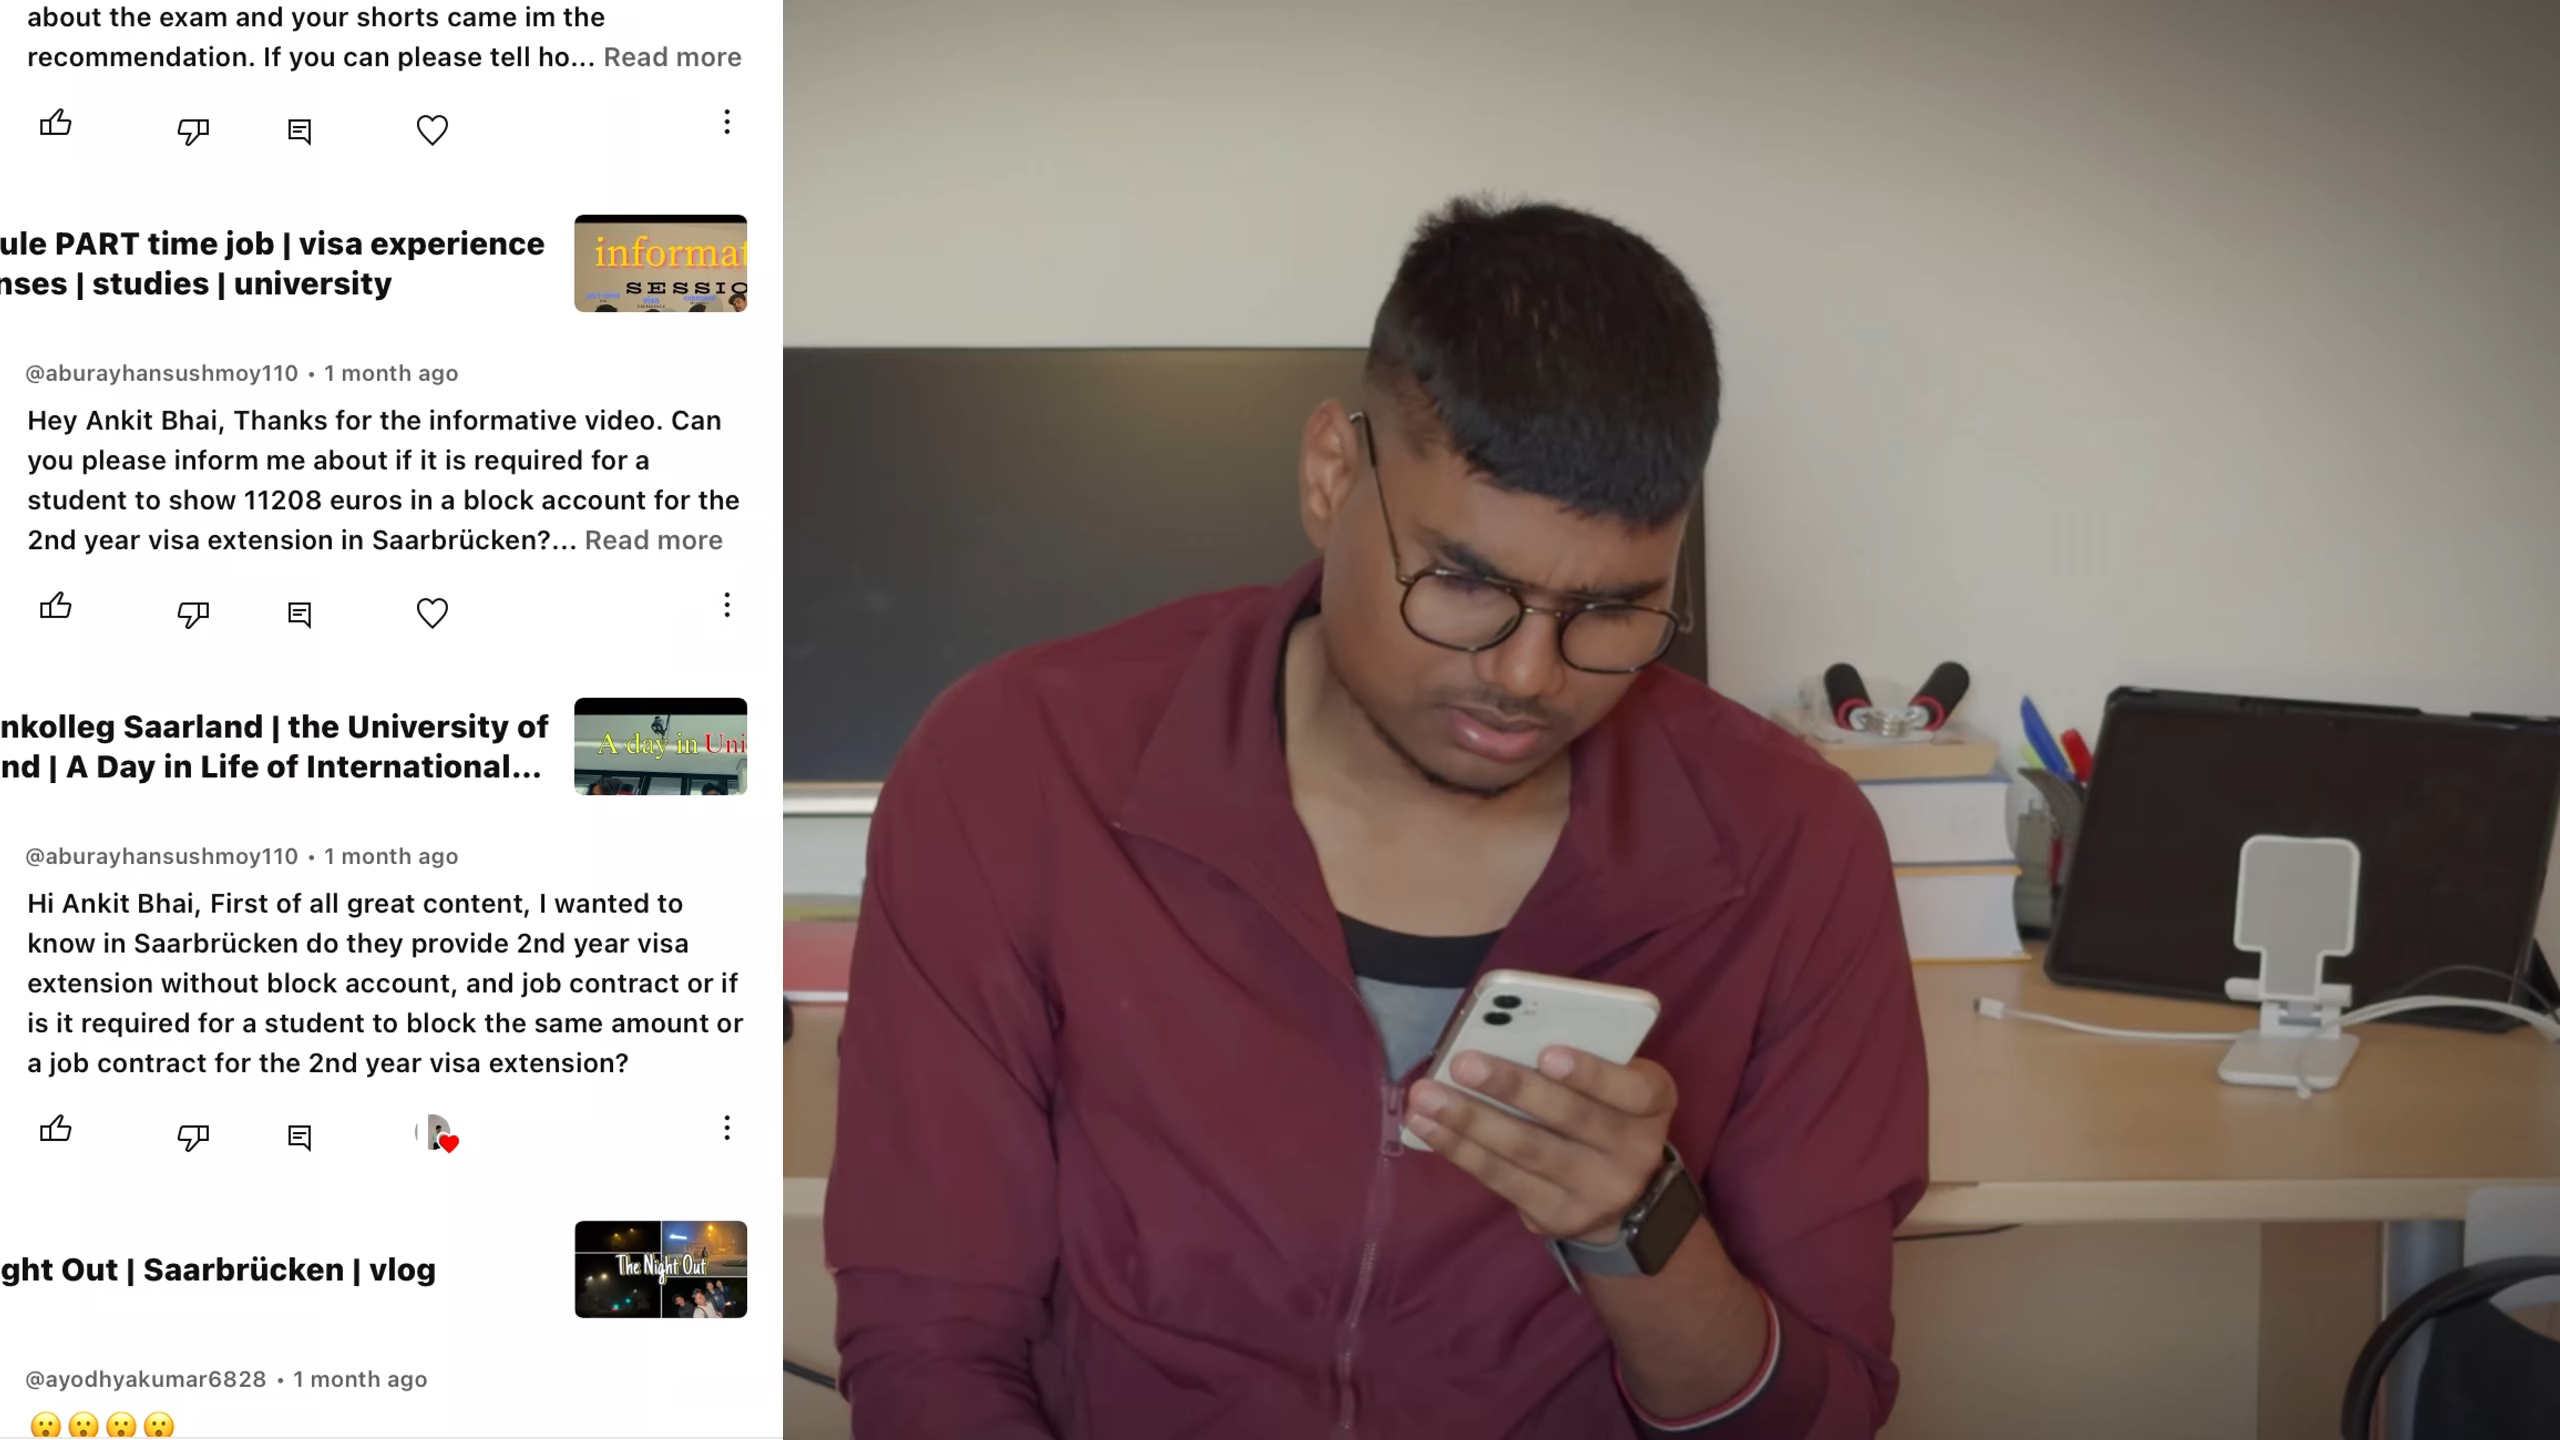 about the exam and your shorts came im the
recommendation. If you can please tell ho... Read more
ule PART time job | visa experience
nses | studies | university
informat
SESSIO
visa
@aburayhansushmoy110 • 1 month ago
Hey Ankit Bhai, Thanks for the informative video. Can
you please inform me about if it is required for a
student to show 11208 euros in a block account for the
2nd year visa extension in Saarbrücken?... Read more
nkolleg Saarland | the University of
nd | A Day in Life of International...
A day in Uni
@aburayhansushmoy110 • 1 month ago
Hi Ankit Bhai, First of all great content, I wanted to
know in Saarbrücken do they provide 2nd year visa
extension without block account, and job contract or if
is it required for a student to block the same amount or
a job contract for the 2nd year visa extension?
ght Out | Saarbrücken | vlog
The Night Out
@ayodhyakumar6828 • 1 month ago
😮😮😮😮